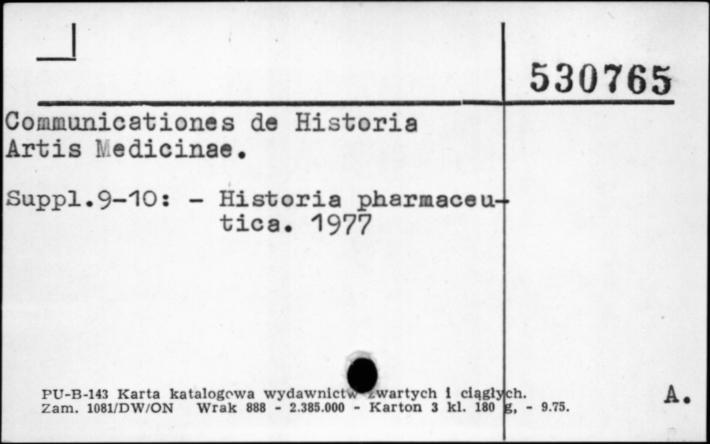 530765
Communicationes de Historia
Artis Medicinae.
Suppl.9-10: - Historia pharmaceu-
tica. 1977
PU-B-143 Karta katalogowa wydawnictw zwartych i ciągłych.
Zam. 1081/DW/ON Wrak 888 - 2.385.000 - Karton 3 kl. 180 g, - 9.75.
A.